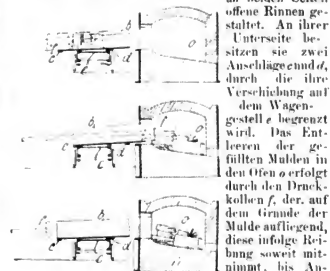 an beiden Seiten
offene Rinnen ge-
staltet. An ihrer
Unterseite be-
sitzen sie zwei
Anschläge c und d,
durch die ihre
Verschiebung auf
dem Wagen-
gestell e begrenzt
wird. Das Ent-
leeren der ge-
füllten Mulden in
den Ofen o erfolgt
durch den Druck-
kolben f, der, auf
dem Grunde der
Mulde aufliegend,
diese infolge Rei-
bung soweit mit-
nimmt, bis An-